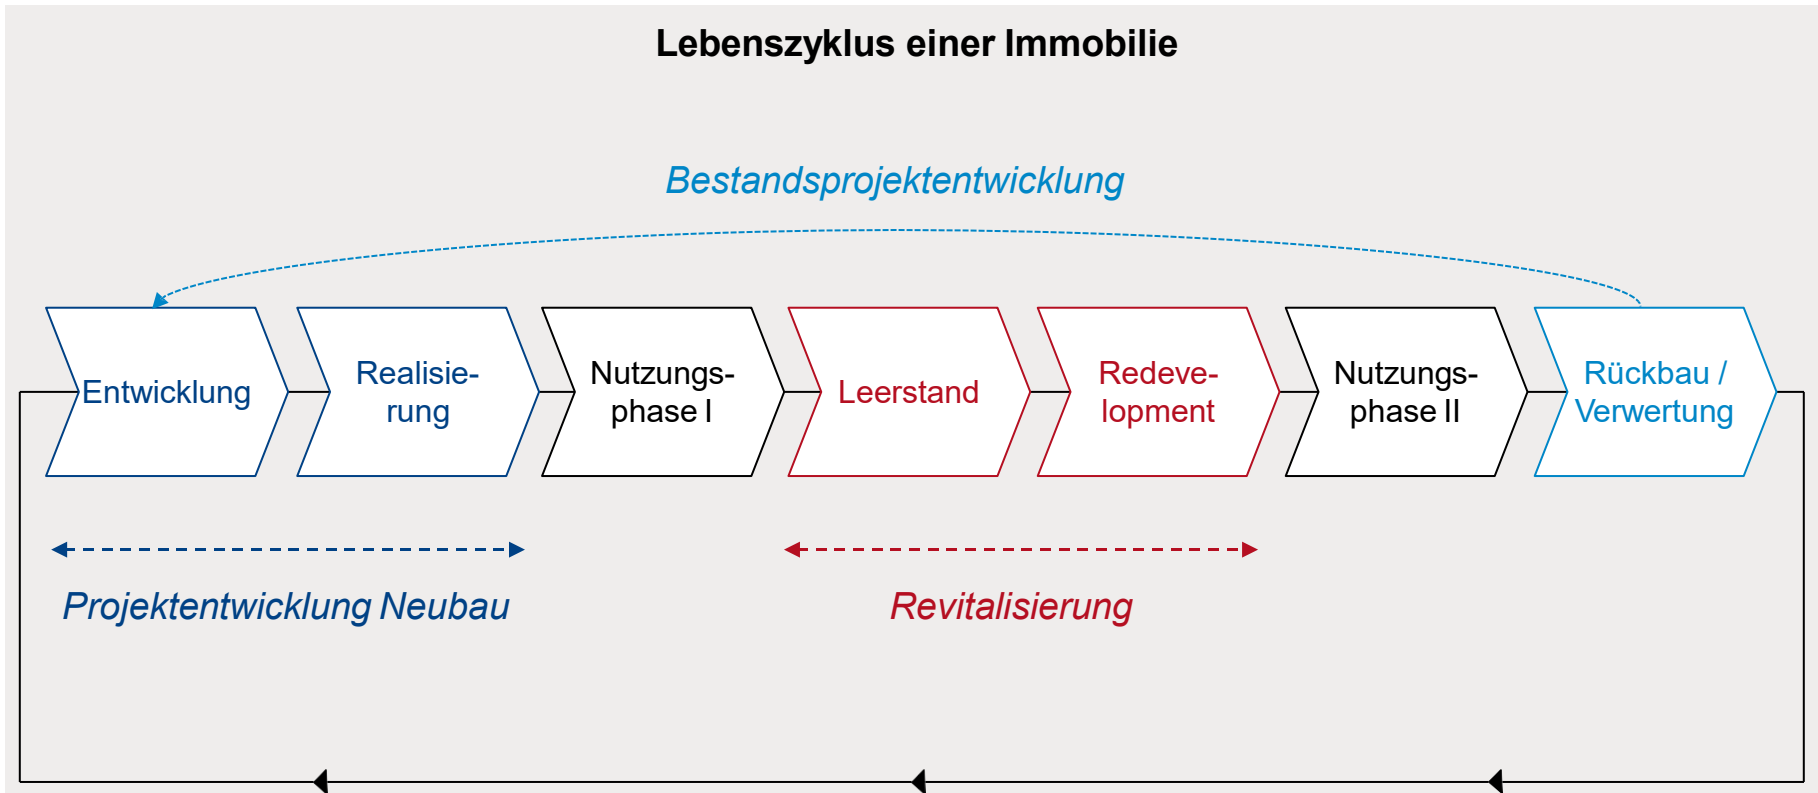 Lebenszyklus einer Immobilie
Bestandsprojektentwicklung
Entwicklung
Realisie-
rung
Nutzungs-
phase I
Leerstand
Redeve-
lopment
Nutzungs-
phase II
Rückbau /
Verwertung
Projektentwicklung Neubau
Revitalisierung